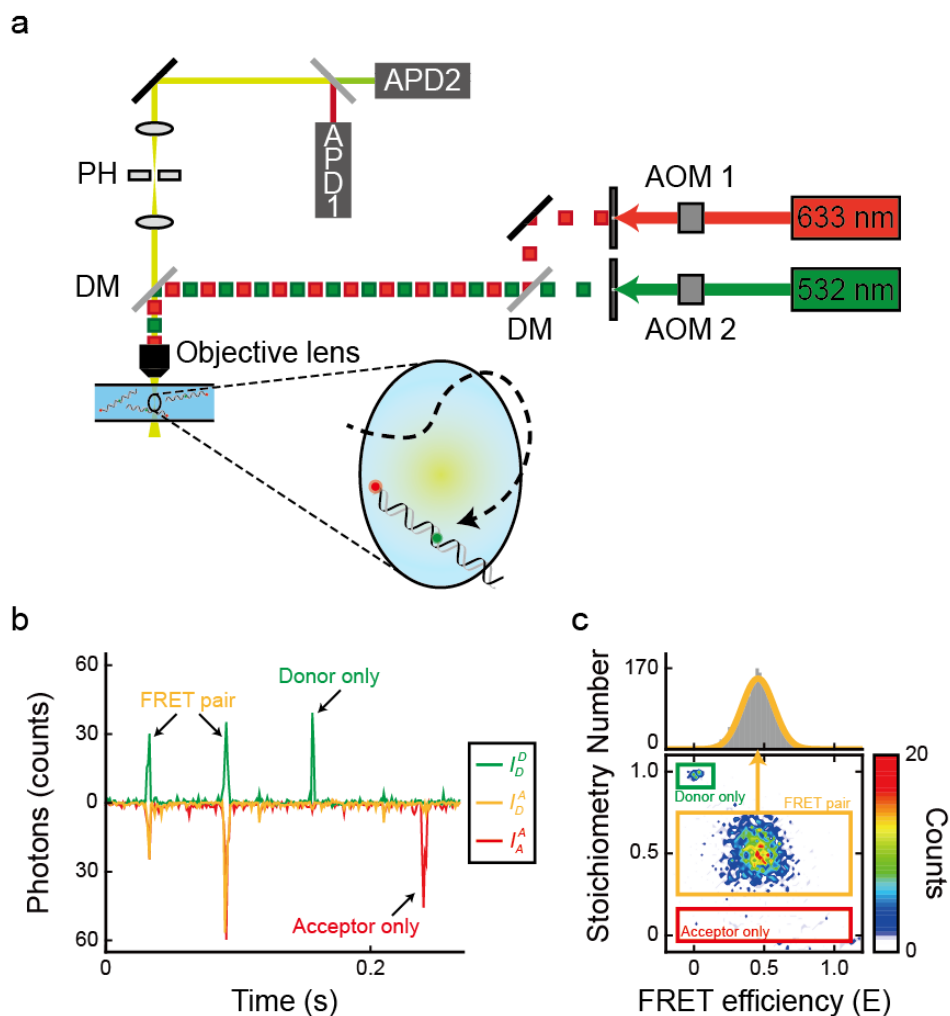 a
APD2
APD1
PH
AOM 1
633 nm
DM
532 nm
DM
AOM 2
Objective lens
b
60
Donor only
FRET pair
30
0
30
Acceptor only
60
0
0.2
Photons (counts)
Time (s)
I_D^D
I_D^A
I_A^A
c
Number
170
0
Stoichiometry
1.0
Donor only
FRET pair
0.5
Acceptor only
0
0
0.5
1.0
FRET efficiency (E)
20
Counts
0